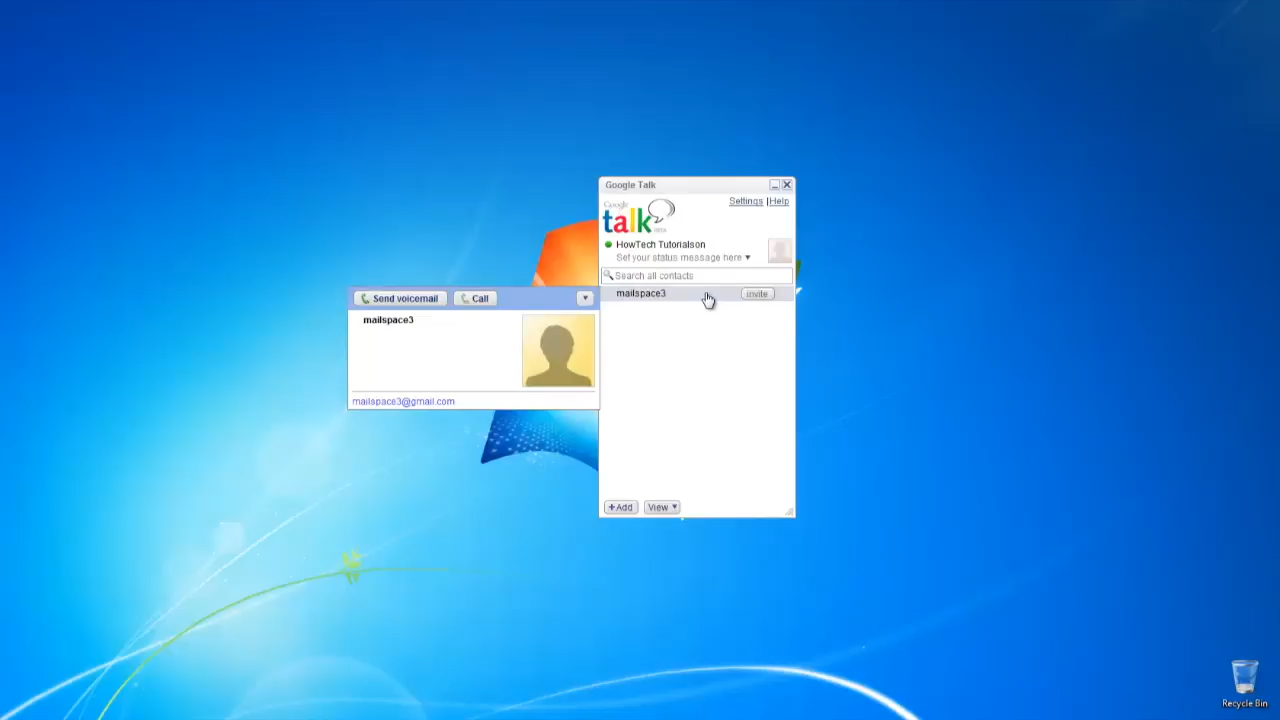 Google Talk
Settings | Help
Google
talk
BETA
HowTech Tutorialson
Set your status message here
Search all contacts
mailspace3
invite
Send voicemail
Call
mailspace3
mailspace3@gmail.com
+Add
View
Recycle Bin